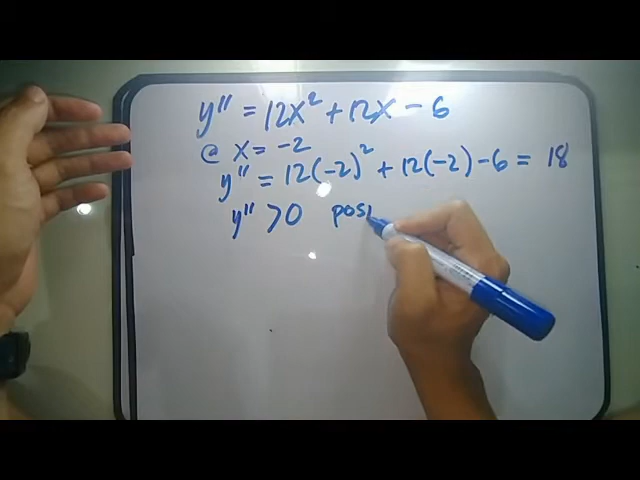 y'' = 12x² + 12x - 6
@ x = -2
y'' = 12(-2)² + 12(-2) - 6 = 18
y'' > 0 posi